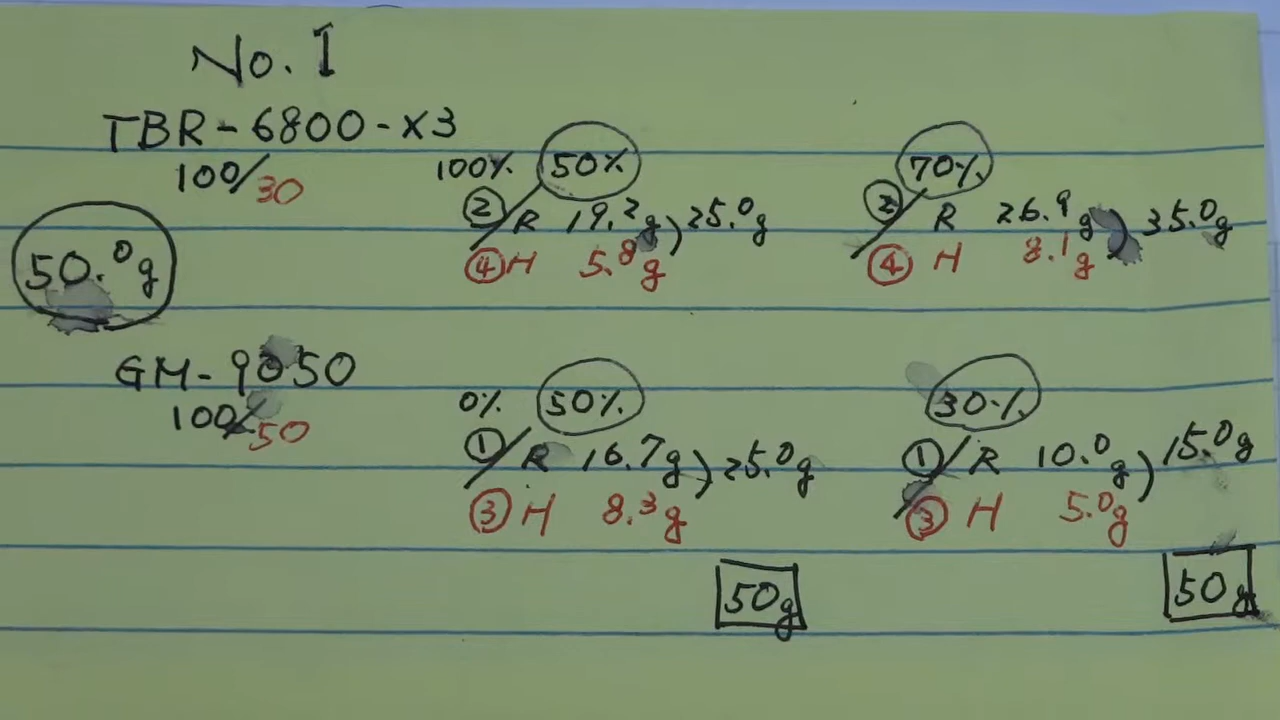 No. I
TBR-6800-X3
100/30
50.0g
100% 50%
② R 19.2g
④ H 5.8g
25.0g
70%
② R 26.9g
④ H 8.1g
35.0g
GM-9050
100/50
0% 50%
① R 16.7g
③ H 8.3g
25.0g
50g
30%
① R 10.0g
③ H 5.0g
15.0g
50g